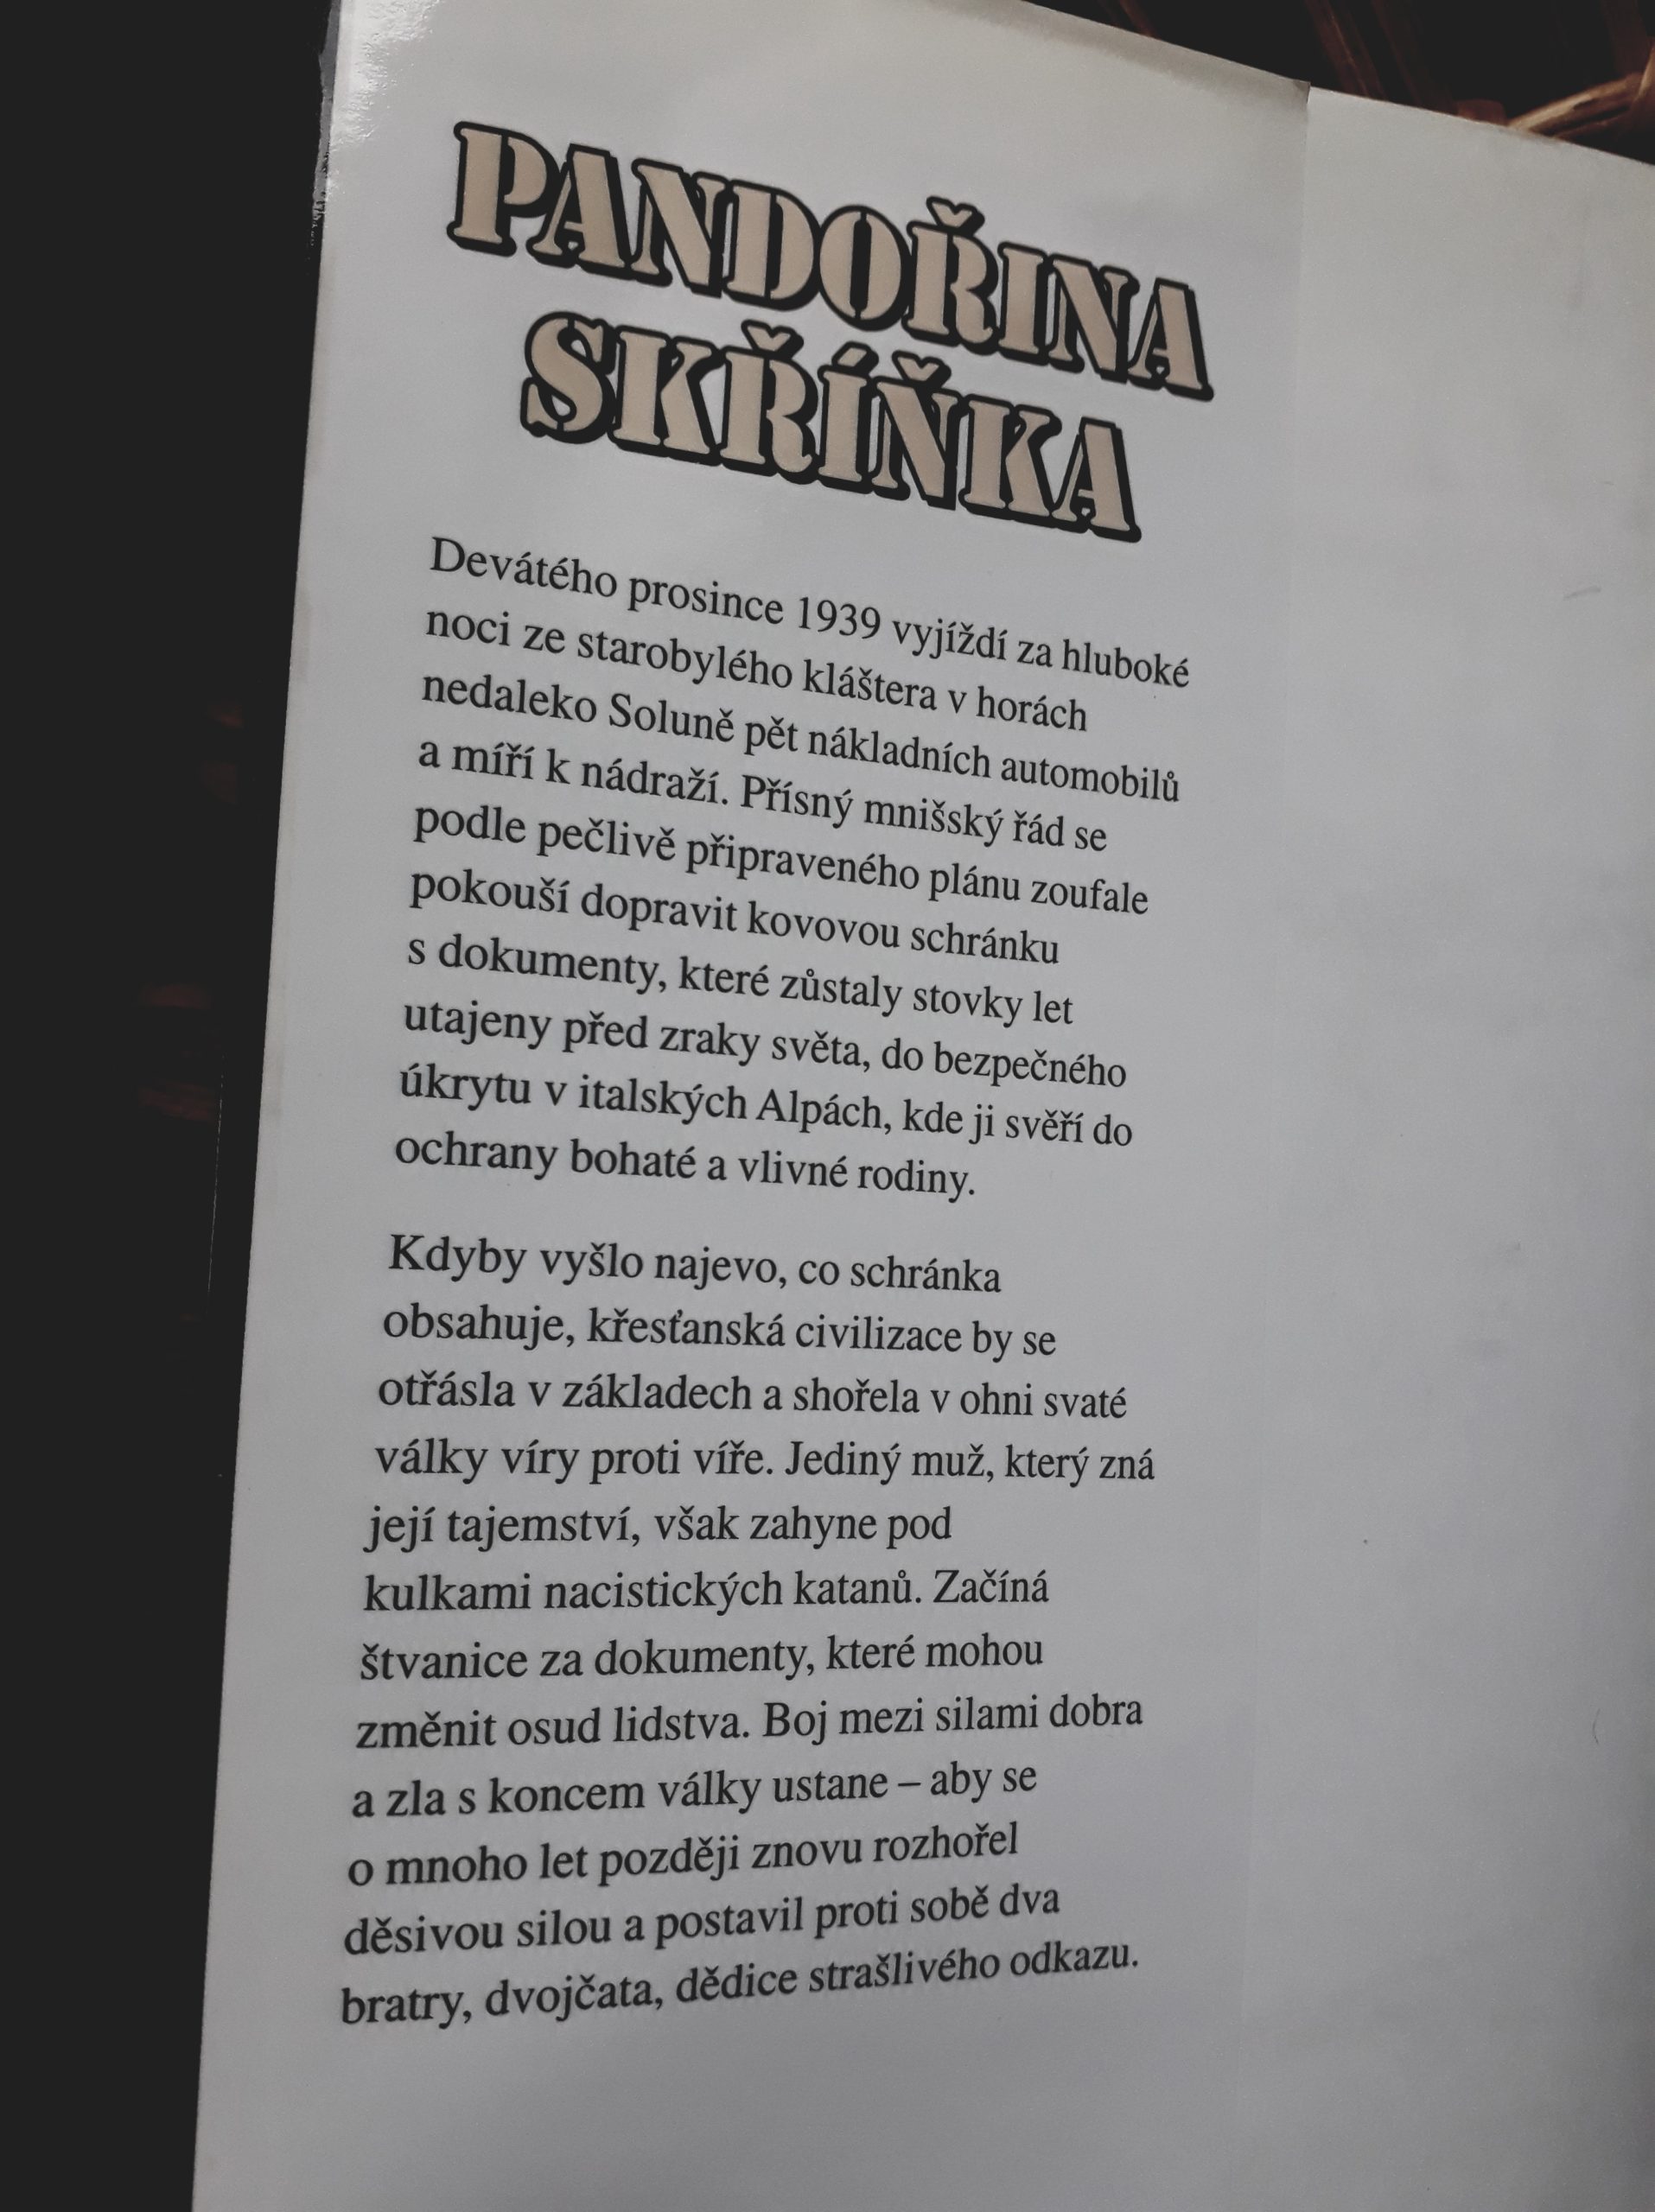 PANDOŘINA
SKŘÍŇKA
Devátého prosince 1939 vyjíždí za hluboké
noci ze starobylého kláštera v horách
nedaleko Soluně pět nákladních automobilů
a míří k nádraží. Přísný mnišský řád se
podle pečlivě připraveného plánu zoufale
pokouší dopravit kovovou schránku
s dokumenty, které zůstaly stovky let
utajeny před zraky světa, do bezpečného
úkrytu v italských Alpách, kde ji svěří do
ochrany bohaté a vlivné rodiny.
Kdyby vyšlo najevo, co schránka
obsahuje, křesťanská civilizace by se
otřásla v základech a shořela v ohni svaté
války víry proti víře. Jediný muž, který zná
její tajemství, však zahyne pod
kulkami nacistických katanů. Začíná
štvanice za dokumenty, které mohou
změnit osud lidstva. Boj mezi silami dobra
a zla s koncem války ustane – aby se
o mnoho let později znovu rozhořel
děsivou silou a postavil proti sobě dva
bratry, dvojčata, dědice strašlivého odkazu.